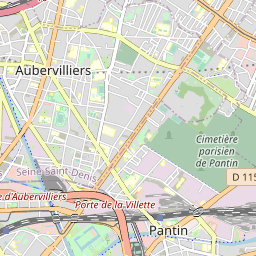 Aubervilliers
Cimetière
parisien
de Pantin
D 115
Seine-Saint-Denis
e d'Aubervilliers
Porte de la Villette
Pantin